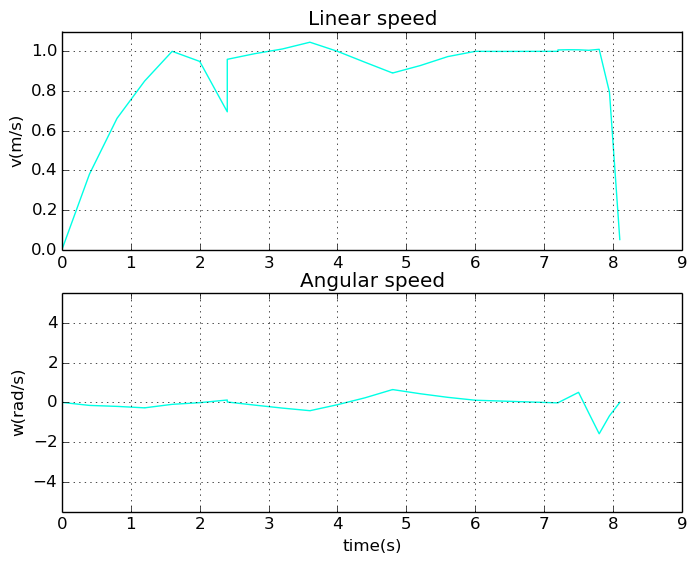 Linear speed
v(m/s)
1.0
0.8
0.6
0.4
0.2
0.0
0 1 2 3 4 5 6 7 8 9
Angular speed
w(rad/s)
4
2
0
−2
−4
0 1 2 3 4 5 6 7 8 9
time(s)